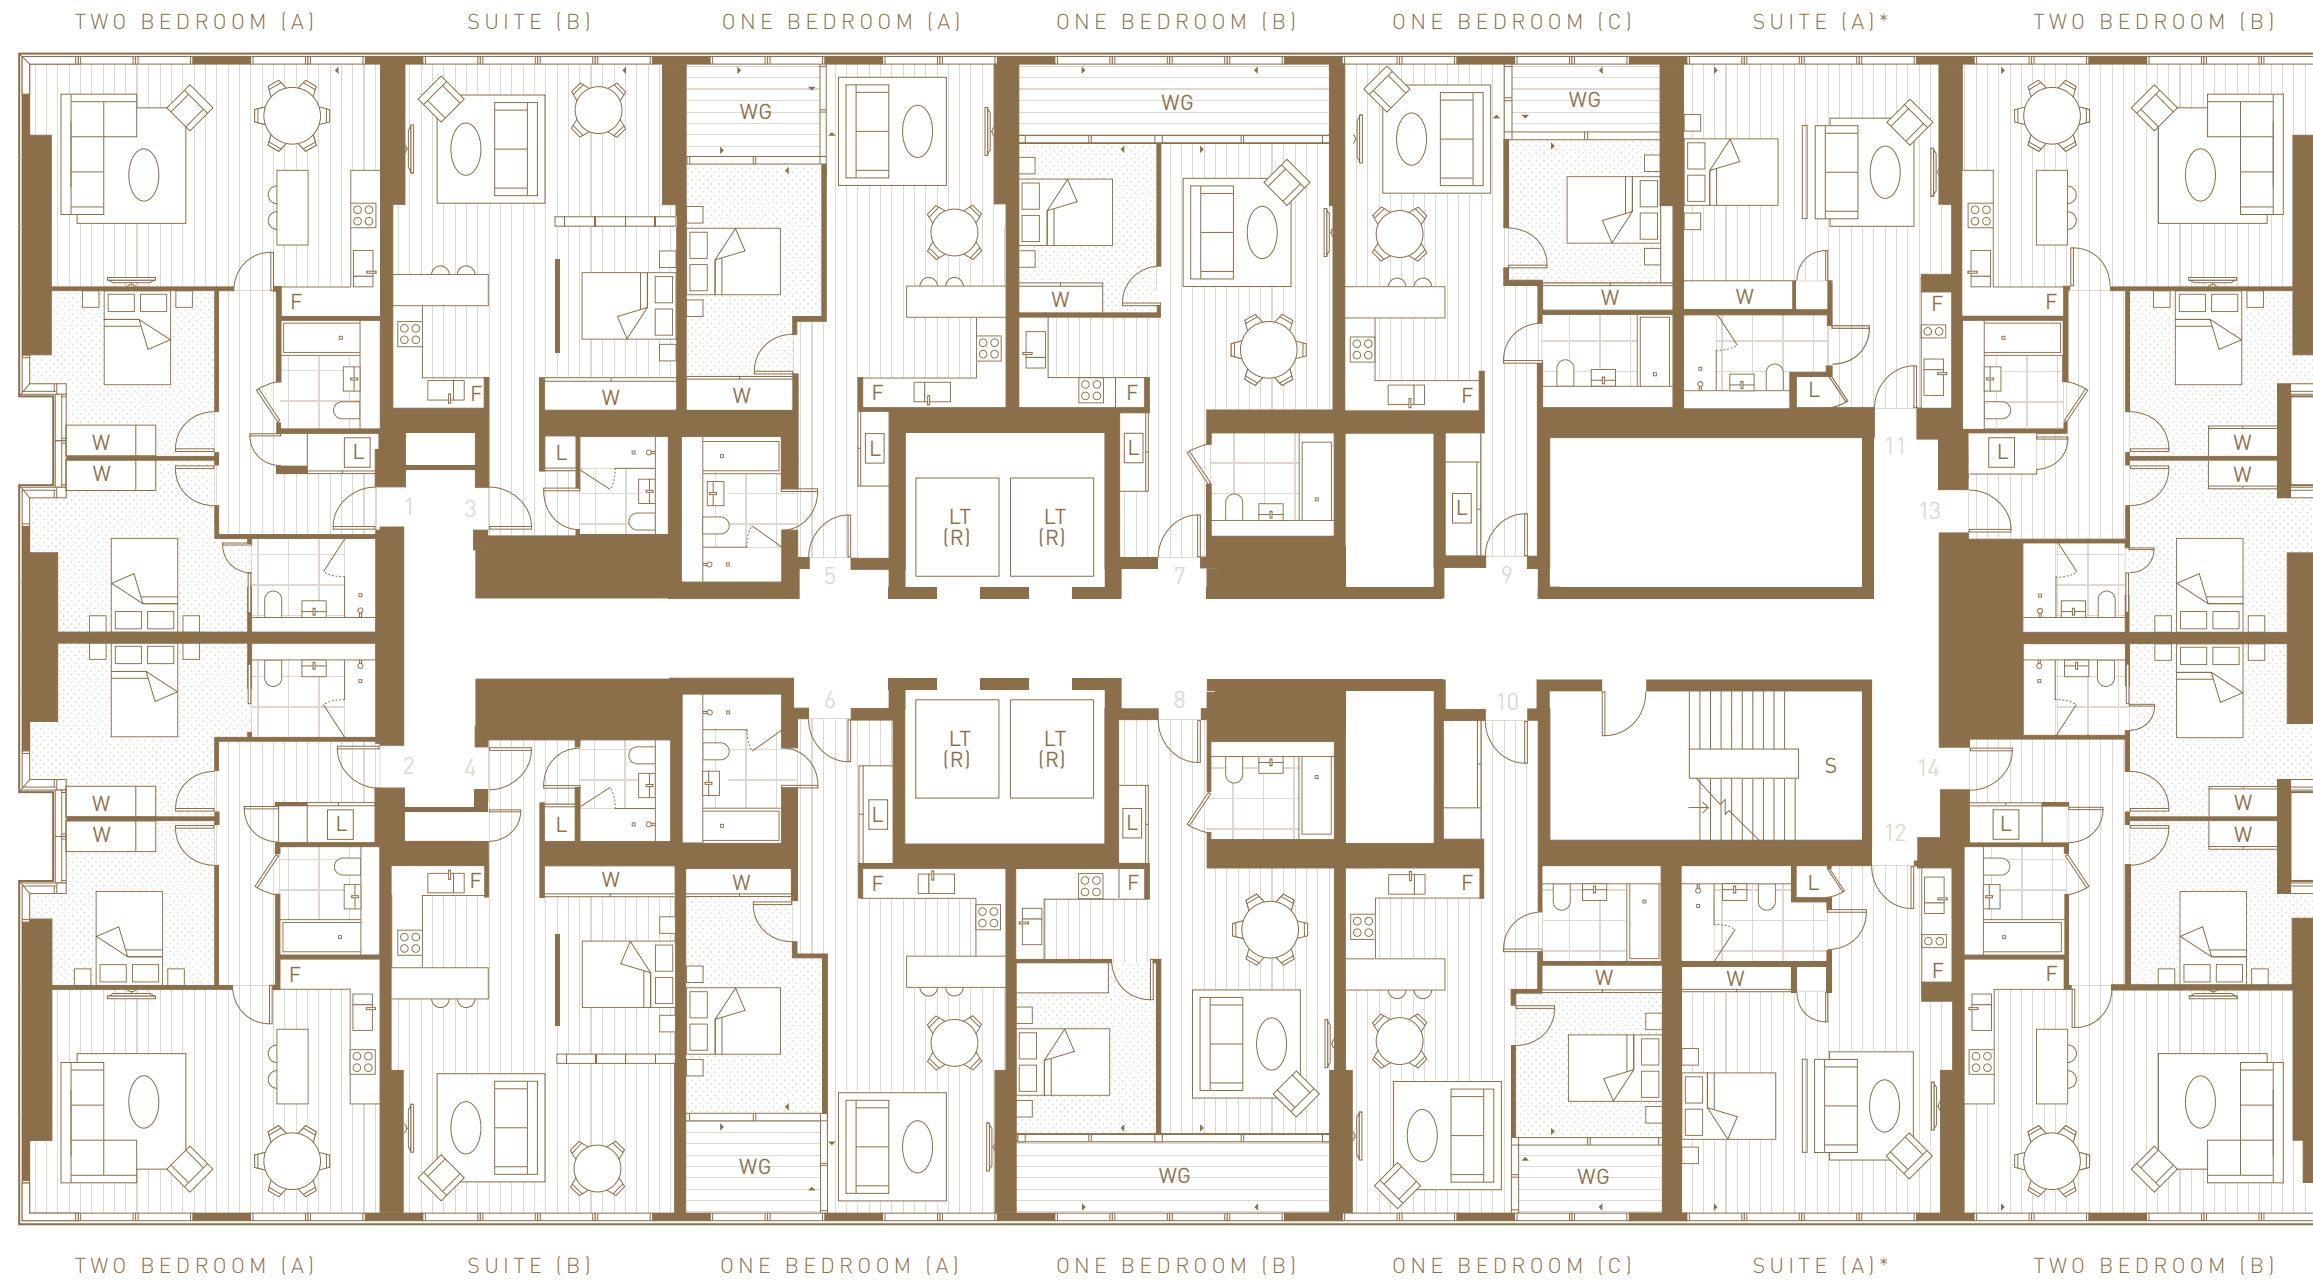 TWO BEDROOM (A) SUITE (B) ONE BEDROOM (A) ONE BEDROOM (B) ONE BEDROOM (C) SUITE (A)* TWO BEDROOM (B)
WG WG WG
F W W F F
W W F W W F F W F L W
W L L L L L 11 L W
W 1 3 LT (R) LT (R) 13 W
5 7 9
6 8 10
2 4 LT (R) LT (R) S 14
W L L L L 12 L W
W F W W F F F L W
F W W F F
WG WG WG
TWO BEDROOM (A) SUITE (B) ONE BEDROOM (A) ONE BEDROOM (B) ONE BEDROOM (C) SUITE (A)* TWO BEDROOM (B)